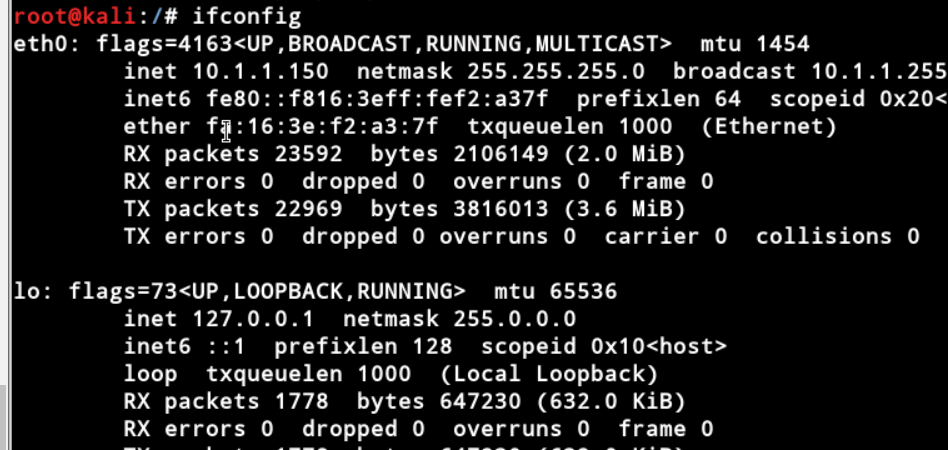 root@kali:/# ifconfig
eth0: flags=4163<UP,BROADCAST,RUNNING,MULTICAST>  mtu 1454
        inet 10.1.1.150  netmask 255.255.255.0  broadcast 10.1.1.255
        inet6 fe80::f816:3eff:fef2:a37f  prefixlen 64  scopeid 0x20<
        ether fa:16:3e:f2:a3:7f  txqueuelen 1000  (Ethernet)
        RX packets 23592  bytes 2106149 (2.0 MiB)
        RX errors 0  dropped 0  overruns 0  frame 0
        TX packets 22969  bytes 3816013 (3.6 MiB)
        TX errors 0  dropped 0 overruns 0  carrier 0  collisions 0
lo: flags=73<UP,LOOPBACK,RUNNING>  mtu 65536
        inet 127.0.0.1  netmask 255.0.0.0
        inet6 ::1  prefixlen 128  scopeid 0x10<host>
        loop  txqueuelen 1000  (Local Loopback)
        RX packets 1778  bytes 647230 (632.0 KiB)
        RX errors 0  dropped 0  overruns 0  frame 0